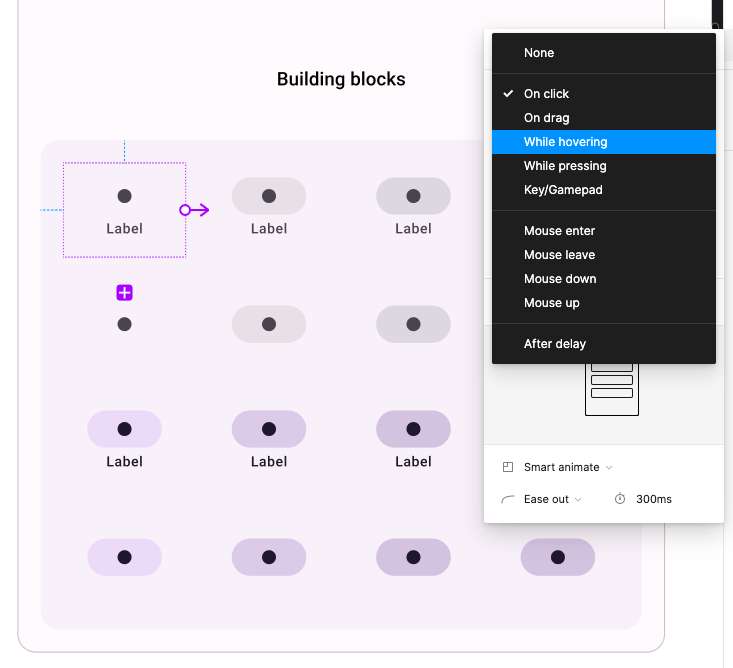 Building blocks
None
On click
On drag
While hovering
While pressing
Key/Gamepad
Mouse enter
Mouse leave
Mouse down
Mouse up
After delay
Label Label Label
Label Label Label
Smart animate
Ease out 300ms